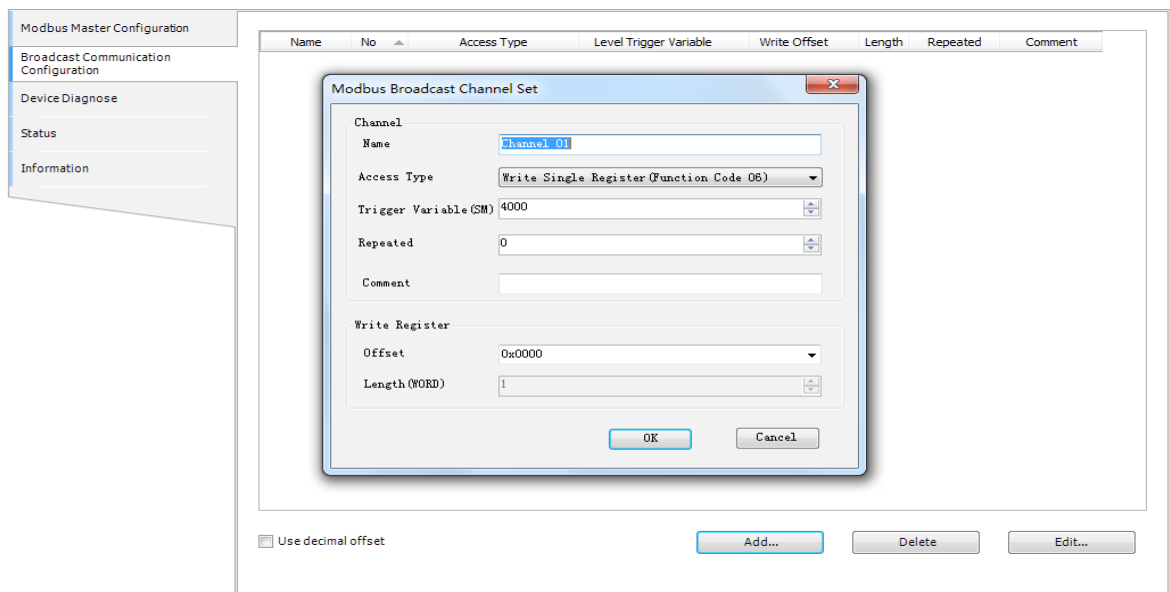 Modbus Master Configuration
Broadcast Communication
Configuration
Device Diagnose
Status
Information
Name No Access Type Level Trigger Variable Write Offset Length Repeated Comment
Modbus Broadcast Channel Set
Channel
Name Channel 01
Access Type Write Single Register(Function Code 06)
Trigger Variable(SM) 4000
Repeated 0
Comment
Write Register
Offset 0x0000
Length(WORD) 1
OK Cancel
Use decimal offset Add... Delete Edit...